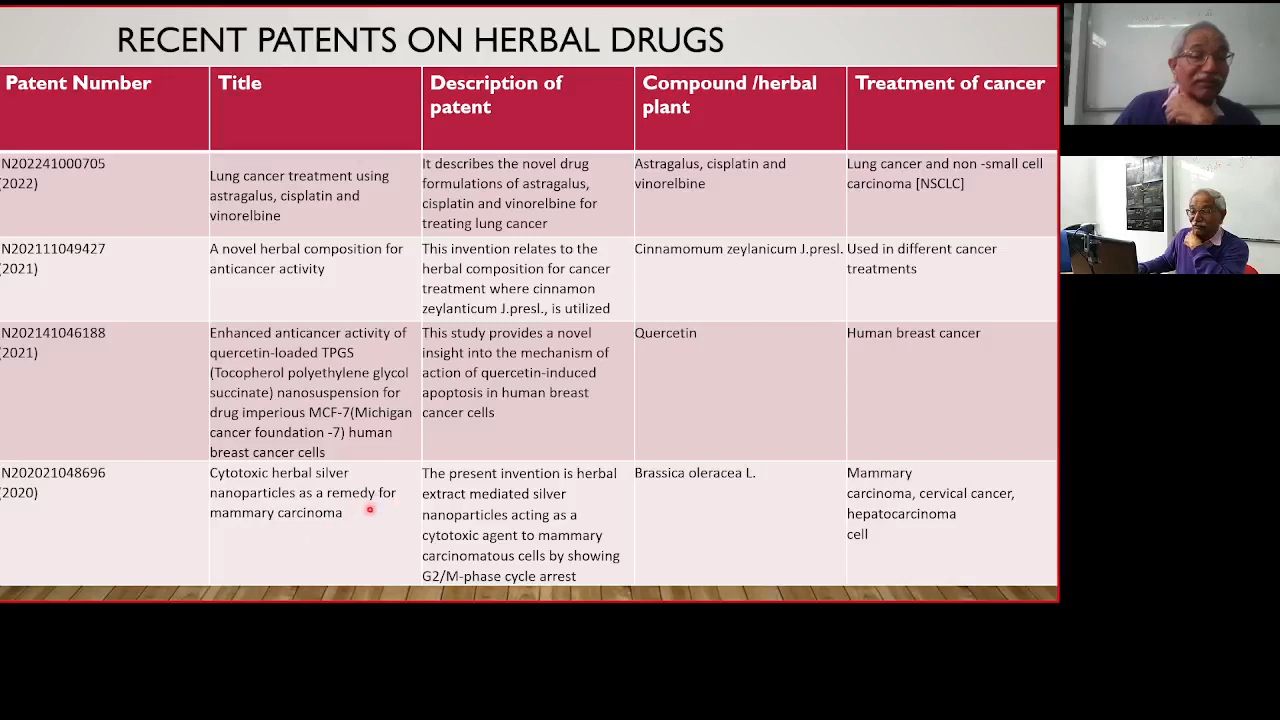 RECENT PATENTS ON HERBAL DRUGS
Patent Number
Title
Description of
patent
Compound /herbal
plant
Treatment of cancer
N202241000705
(2022)
Lung cancer treatment using
astragalus, cisplatin and
vinorelbine
It describes the novel drug
formulations of astragalus,
cisplatin and vinorelbine for
treating lung cancer
Astragalus, cisplatin and
vinorelbine
Lung cancer and non -small cell
carcinoma [NSCLC]
N202111049427
(2021)
A novel herbal composition for
anticancer activity
This invention relates to the
herbal composition for cancer
treatment where cinnamon
zeylanticum J.presl., is utilized
Cinnamomum zeylanicum J.presl.
Used in different cancer
treatments
N202141046188
(2021)
Enhanced anticancer activity of
quercetin-loaded TPGS
(Tocopherol polyethylene glycol
succinate) nanosuspension for
drug imperious MCF-7(Michigan
cancer foundation -7) human
breast cancer cells
This study provides a novel
insight into the mechanism of
action of quercetin-induced
apoptosis in human breast
cancer cells
Quercetin
Human breast cancer
N202021048696
(2020)
Cytotoxic herbal silver
nanoparticles as a remedy for
mammary carcinoma
The present invention is herbal
extract mediated silver
nanoparticles acting as a
cytotoxic agent to mammary
carcinomatous cells by showing
G2/M-phase cycle arrest
Brassica oleracea L.
Mammary
carcinoma, cervical cancer,
hepatocarcinoma
cell